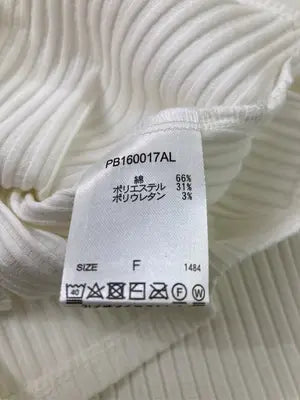 PB160017AL
綿 66%
ポリエステル 31%
ポリウレタン 3%
SIZE F 1484
40 F W